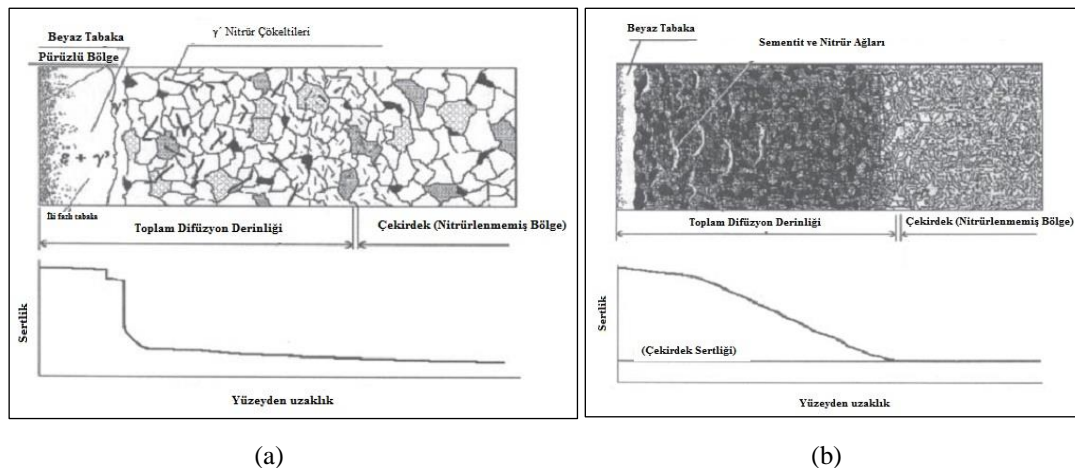 Beyaz Tabaka
γ´ Nitrür Çökeltileri
Pürüzlü Bölge
γ'
ε + γ'
İki fazlı tabaka
Toplam Difüzyon Derinliği
Çekirdek (Nitrürlenmemiş Bölge)
Sertlik
Yüzeyden uzaklık
(a)
Beyaz Tabaka
Sementit ve Nitrür Ağları
Toplam Difüzyon Derinliği
Çekirdek (Nitrürlenmemiş Bölge)
Sertlik
(Çekirdek Sertliği)
Yüzeyden uzaklık
(b)